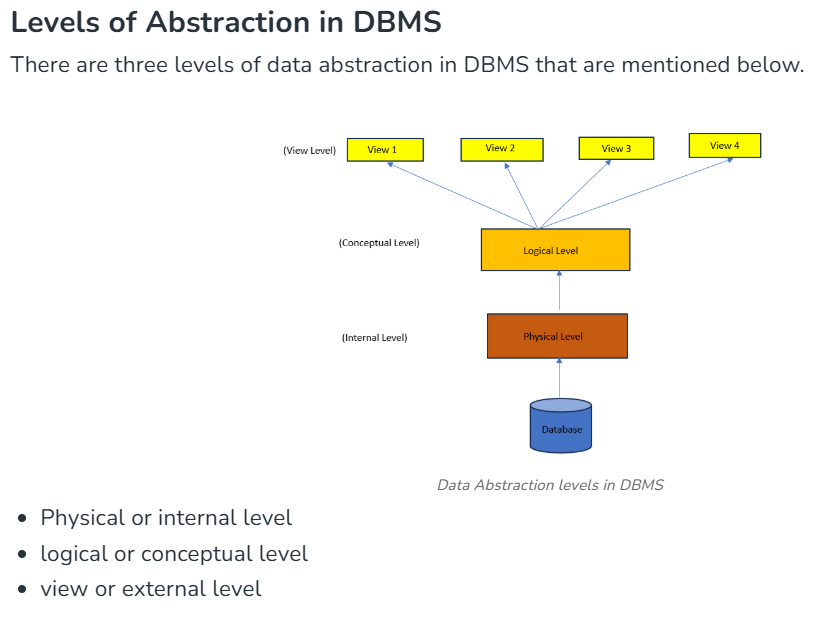 Levels of Abstraction in DBMS
There are three levels of data abstraction in DBMS that are mentioned below.
(View Level) View 1 View 2 View 3 View 4
(Conceptual Level) Logical Level
(Internal Level) Physical Level
Database
Data Abstraction levels in DBMS
• Physical or internal level
• logical or conceptual level
• view or external level